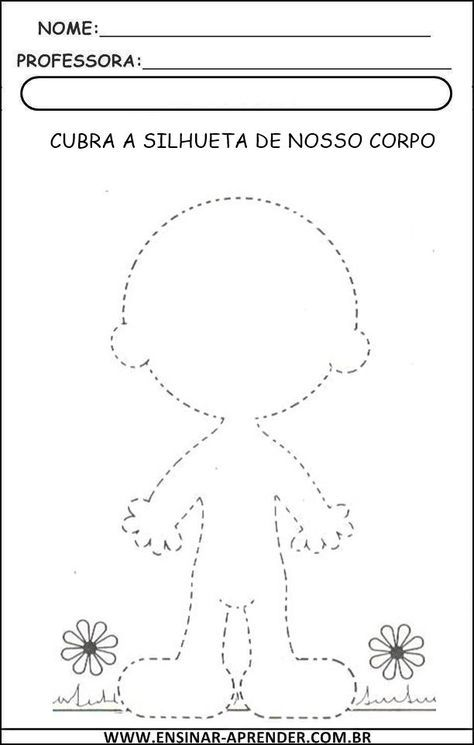 NOME:
PROFESSORA:
CUBRA A SILHUETA DE NOSSO CORPO
WWW.ENSINAR-APRENDER.COM.BR